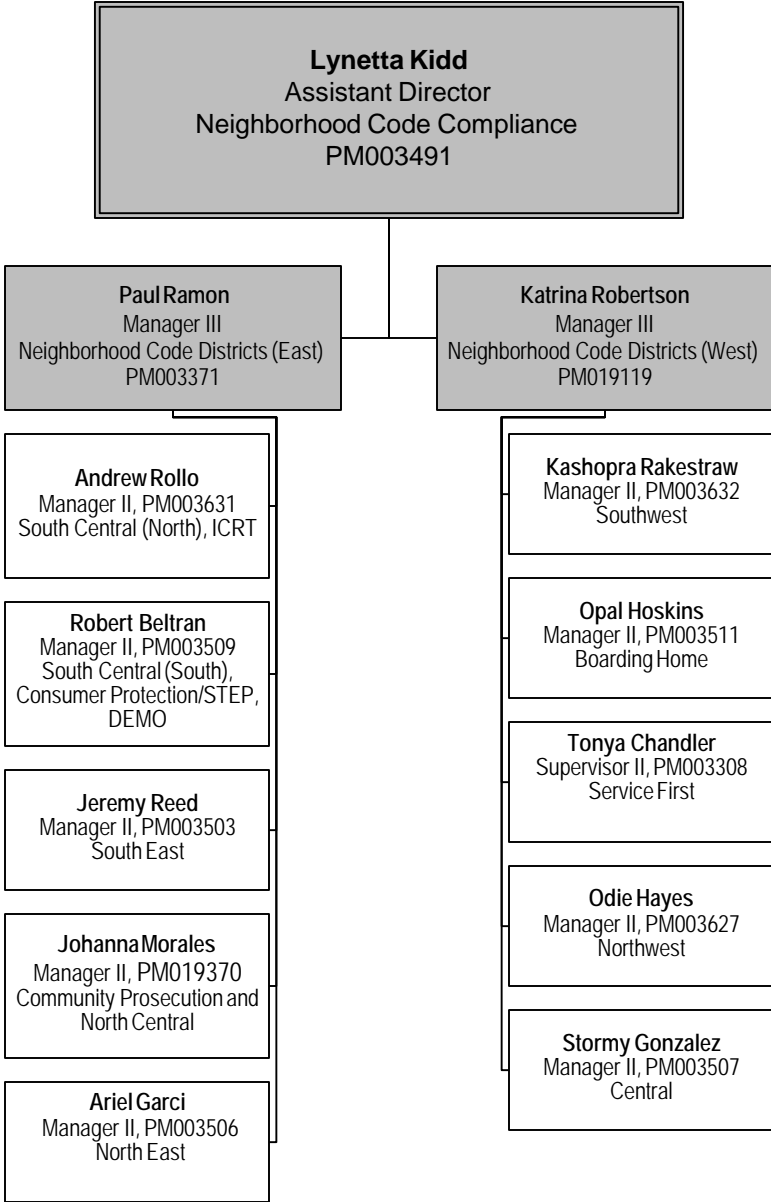 Lynetta Kidd
Assistant Director
Neighborhood Code Compliance
PM003491
Paul Ramon
Manager III
Neighborhood Code Districts (East)
PM003371
Katrina Robertson
Manager III
Neighborhood Code Districts (West)
PM019119
Andrew Rollo
Manager II, PM003631
South Central (North), ICRT
Robert Beltran
Manager II, PM003509
South Central (South),
Consumer Protection/STEP,
DEMO
Jeremy Reed
Manager II, PM003503
South East
Johanna Morales
Manager II, PM019370
Community Prosecution and
North Central
Ariel Garci
Manager II, PM003506
North East
Kashopra Rakestraw
Manager II, PM003632
Southwest
Opal Hoskins
Manager II, PM003511
Boarding Home
Tonya Chandler
Supervisor II, PM003308
Service First
Odie Hayes
Manager II, PM003627
Northwest
Stormy Gonzalez
Manager II, PM003507
Central